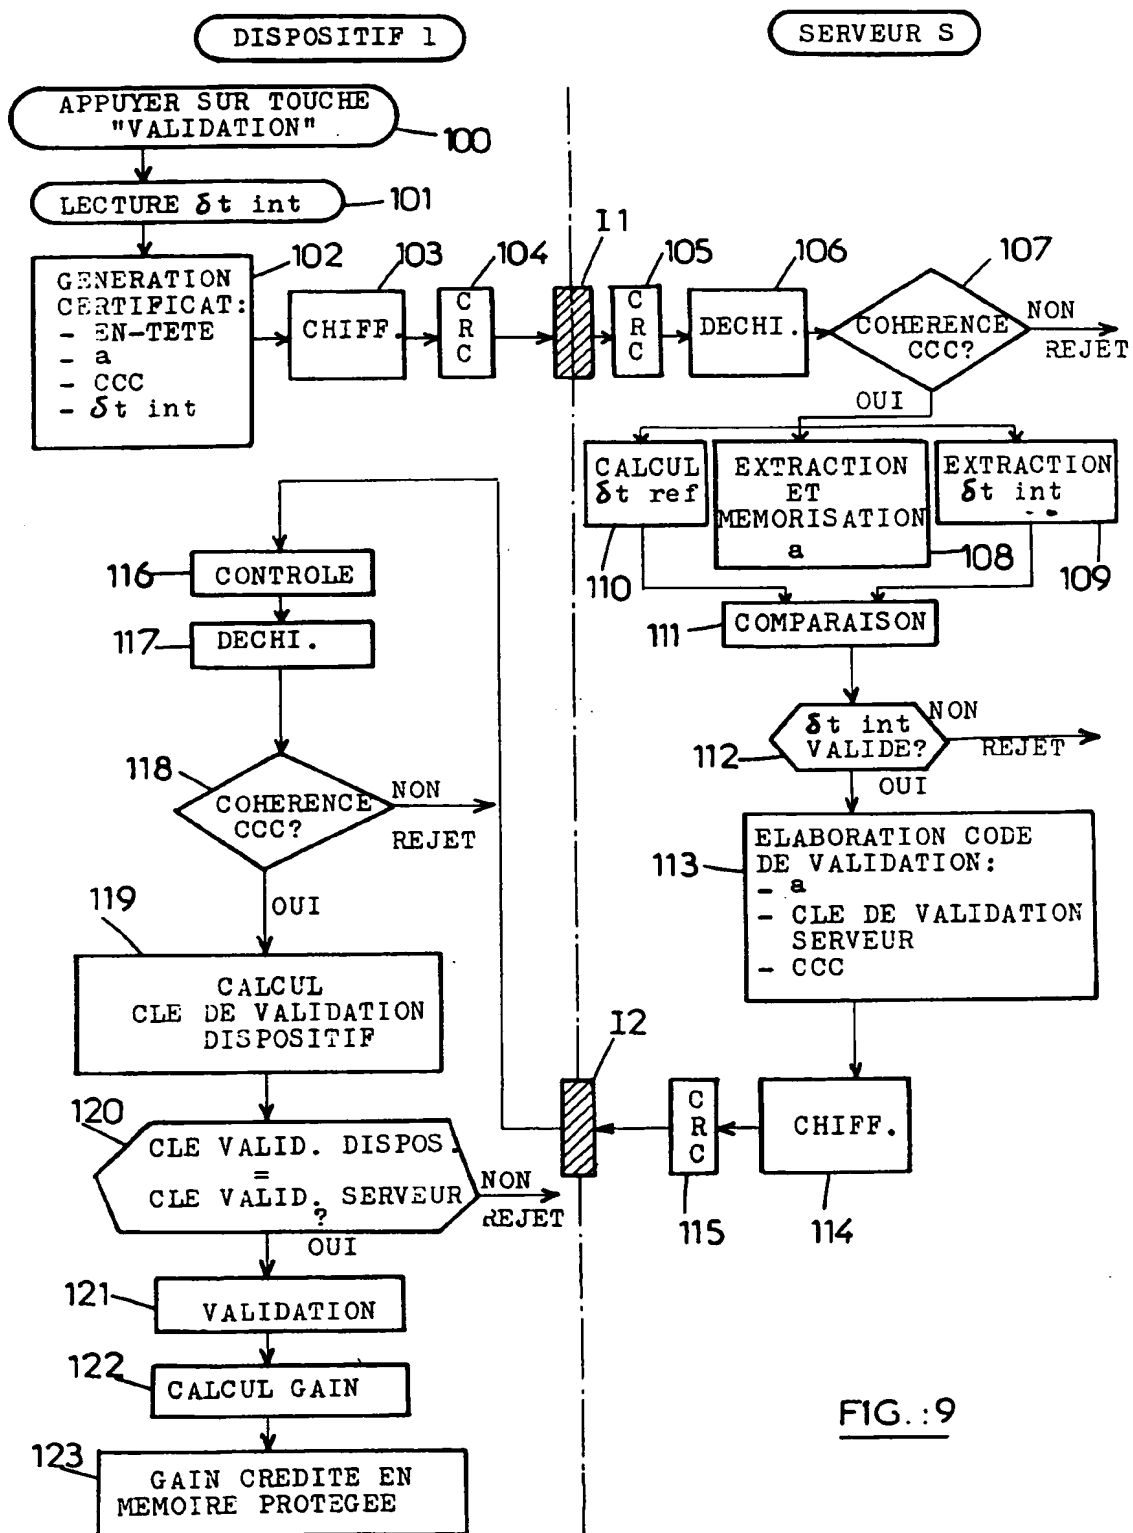 DISPOSITIF 1
SERVEUR S
APPUYER SUR TOUCHE
"VALIDATION"
100
LECTURE δt int
101
GENERATION
CERTIFICAT:
- EN-TETE
- a
- CCC
- δt int
102
CHIFF.
103
CRC
104
I1
CRC
105
DECHI.
106
COHERENCE
CCC?
107
NON
REJET
OUI
CALCUL
δt ref
110
EXTRACTION
ET
MEMORISATION
a
108
EXTRACTION
δt int
109
COMPARAISON
111
δt int
VALIDE?
112
NON
REJET
OUI
ELABORATION CODE
DE VALIDATION:
- a
- CLE DE VALIDATION
SERVEUR
- CCC
113
CHIFF.
114
CRC
115
I2
CONTROLE
116
DECHI.
117
COHERENCE
CCC?
118
NON
REJET
OUI
CALCUL
CLE DE VALIDATION
DISPOSITIF
119
CLE VALID. DISPOS.
=
CLE VALID. SERVEUR
?
120
NON
REJET
OUI
VALIDATION
121
CALCUL GAIN
122
GAIN CREDITE EN
MEMOIRE PROTEGEE
123
FIG.:9